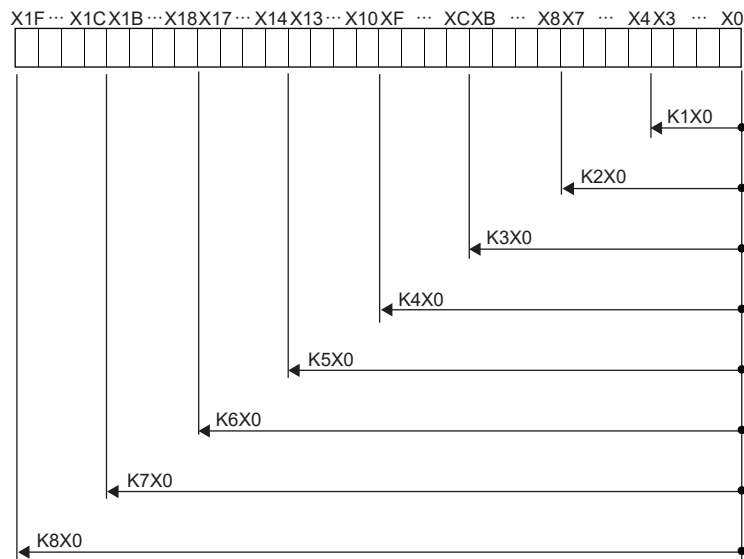 X1F ··· X1C X1B ··· X18 X17 ··· X14 X13 ··· X10 XF ··· XC XB ··· X8 X7 ··· X4 X3 ··· X0
K1X0
K2X0
K3X0
K4X0
K5X0
K6X0
K7X0
K8X0